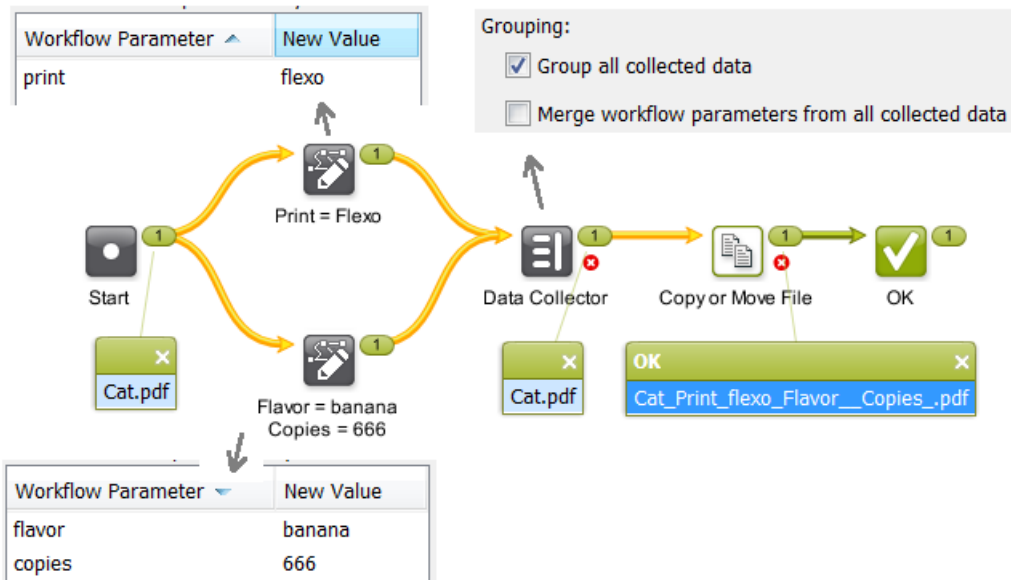 Workflow Parameter New Value
print flexo
Grouping:
Group all collected data
Merge workflow parameters from all collected data
1
Print = Flexo
1
Start
1
Flavor = banana
Copies = 666
1
Data Collector
1
Copy or Move File
1
OK
Cat.pdf
Cat.pdf
OK
Cat_Print_flexo_Flavor__Copies_.pdf
Workflow Parameter New Value
flavor banana
copies 666